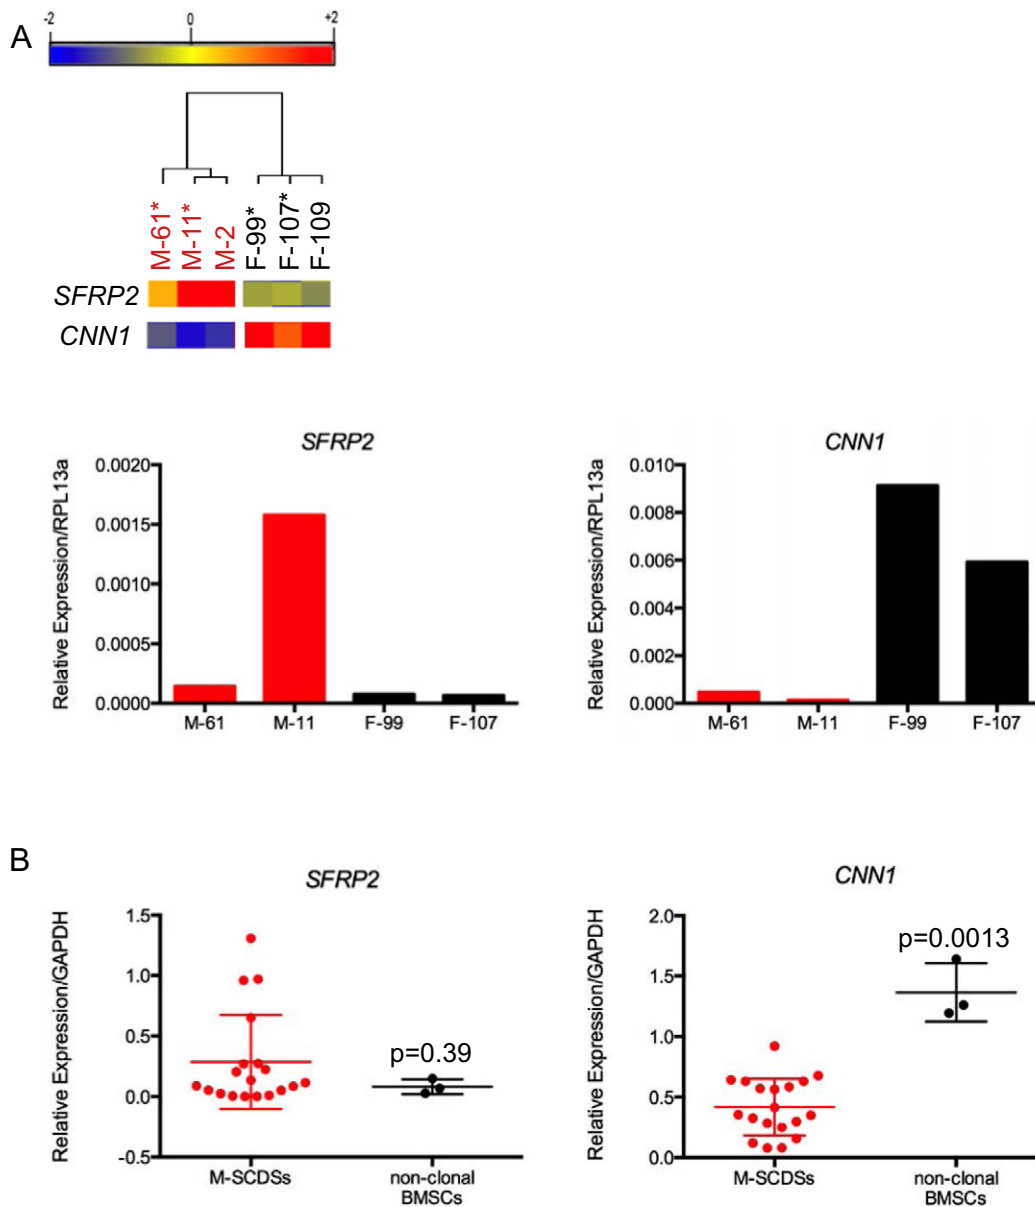 A
-2 0 +2
M-61* M-11* M-2 F-99* F-107* F-109
SFRP2
CNN1
SFRP2
Relative Expression/RPL13a
0.0020
0.0015
0.0010
0.0005
0.0000
M-61 M-11 F-99 F-107
CNN1
Relative Expression/RPL13a
0.010
0.008
0.006
0.004
0.002
0.000
M-61 M-11 F-99 F-107
B
SFRP2
Relative Expression/GAPDH
1.5
1.0
0.5
0.0
-0.5
p=0.39
M-SCDSs non-clonal
BMSCs
CNN1
Relative Expression/GAPDH
2.0
1.5
1.0
0.5
0.0
p=0.0013
M-SCDSs non-clonal
BMSCs